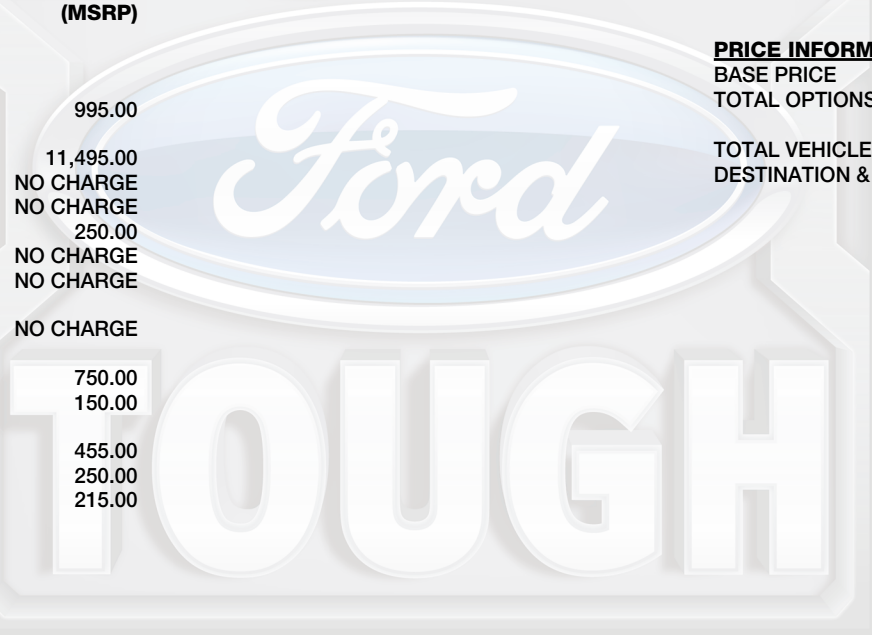 (MSRP)
995.00
11,495.00
NO CHARGE
NO CHARGE
250.00
NO CHARGE
NO CHARGE
NO CHARGE
750.00
150.00
455.00
250.00
215.00
PRICE INFORM
BASE PRICE
TOTAL OPTIONS
TOTAL VEHICLE
DESTINATION &
Ford
TOUGH